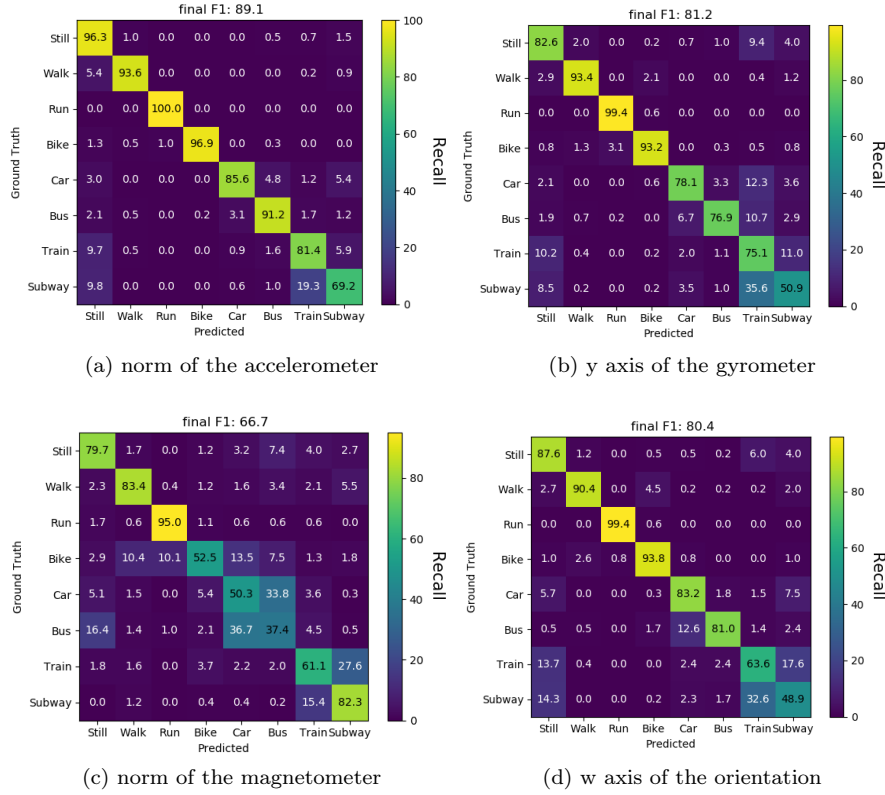 final F1: 89.1
Still 96.3 1.0 0.0 0.0 0.0 0.5 0.7 1.5
Walk 5.4 93.6 0.0 0.0 0.0 0.0 0.2 0.9
Run 0.0 0.0 100.0 0.0 0.0 0.0 0.0 0.0
Bike 1.3 0.5 1.0 96.9 0.0 0.3 0.0 0.0
Car 3.0 0.0 0.0 0.0 85.6 4.8 1.2 5.4
Bus 2.1 0.5 0.0 0.2 3.1 91.2 1.7 1.2
Train 9.7 0.5 0.0 0.0 0.9 1.6 81.4 5.9
Subway 9.8 0.0 0.0 0.0 0.6 1.0 19.3 69.2
Still Walk Run Bike Car Bus Train Subway
Predicted
Ground Truth
100
80
60
40
20
0
Recall
(a) norm of the accelerometer
final F1: 81.2
Still 82.6 2.0 0.0 0.2 0.7 1.0 9.4 4.0
Walk 2.9 93.4 0.0 2.1 0.0 0.0 0.4 1.2
Run 0.0 0.0 99.4 0.6 0.0 0.0 0.0 0.0
Bike 0.8 1.3 3.1 93.2 0.0 0.3 0.5 0.8
Car 2.1 0.0 0.0 0.6 78.1 3.3 12.3 3.6
Bus 1.9 0.7 0.2 0.0 6.7 76.9 10.7 2.9
Train 10.2 0.4 0.0 0.2 2.0 1.1 75.1 11.0
Subway 8.5 0.2 0.0 0.2 3.5 1.0 35.6 50.9
Still Walk Run Bike Car Bus Train Subway
Predicted
Ground Truth
80
60
40
20
0
Recall
(b) y axis of the gyrometer
final F1: 66.7
Still 79.7 1.7 0.0 1.2 3.2 7.4 4.0 2.7
Walk 2.3 83.4 0.4 1.2 1.6 3.4 2.1 5.5
Run 1.7 0.6 95.0 1.1 0.6 0.6 0.6 0.0
Bike 2.9 10.4 10.1 52.5 13.5 7.5 1.3 1.8
Car 5.1 1.5 0.0 5.4 50.3 33.8 3.6 0.3
Bus 16.4 1.4 1.0 2.1 36.7 37.4 4.5 0.5
Train 1.8 1.6 0.0 3.7 2.2 2.0 61.1 27.6
Subway 0.0 1.2 0.0 0.4 0.4 0.2 15.4 82.3
Still Walk Run Bike Car Bus Train Subway
Predicted
Ground Truth
80
60
40
20
0
Recall
(c) norm of the magnetometer
final F1: 80.4
Still 87.6 1.2 0.0 0.5 0.5 0.2 6.0 4.0
Walk 2.7 90.4 0.0 4.5 0.2 0.2 0.2 2.0
Run 0.0 0.0 99.4 0.6 0.0 0.0 0.0 0.0
Bike 1.0 2.6 0.8 93.8 0.8 0.0 0.0 1.0
Car 5.7 0.0 0.0 0.3 83.2 1.8 1.5 7.5
Bus 0.5 0.5 0.0 1.7 12.6 81.0 1.4 2.4
Train 13.7 0.4 0.0 0.0 2.4 2.4 63.6 17.6
Subway 14.3 0.0 0.0 0.2 2.3 1.7 32.6 48.9
Still Walk Run Bike Car Bus Train Subway
Predicted
Ground Truth
80
60
40
20
0
Recall
(d) w axis of the orientation